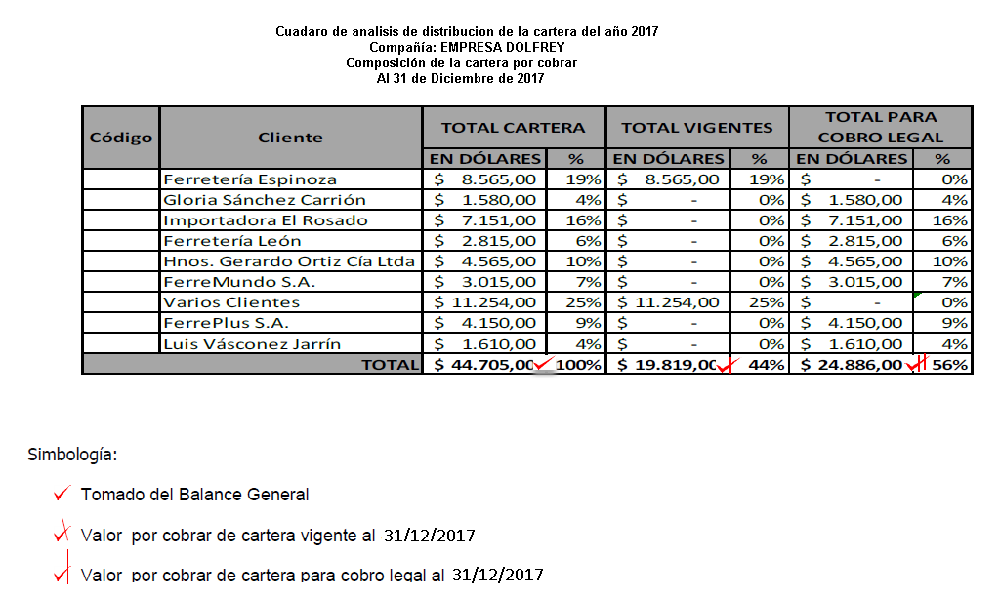 Cuadaro de analisis de distribucion de la cartera del año 2017
Compañía: EMPRESA DOLFREY
Composición de la cartera por cobrar
Al 31 de Diciembre de 2017
Código Cliente TOTAL CARTERA TOTAL VIGENTES TOTAL PARA COBRO LEGAL
EN DÓLARES % EN DÓLARES % EN DÓLARES %
Ferretería Espinoza $ 8.565,00 19% $ 8.565,00 19% $ - 0%
Gloria Sánchez Carrión $ 1.580,00 4% $ - 0% $ 1.580,00 4%
Importadora El Rosado $ 7.151,00 16% $ - 0% $ 7.151,00 16%
Ferretería León $ 2.815,00 6% $ - 0% $ 2.815,00 6%
Hnos. Gerardo Ortiz Cía Ltda $ 4.565,00 10% $ - 0% $ 4.565,00 10%
FerreMundo S.A. $ 3.015,00 7% $ - 0% $ 3.015,00 7%
Varios Clientes $ 11.254,00 25% $ 11.254,00 25% $ - 0%
FerrePlus S.A. $ 4.150,00 9% $ - 0% $ 4.150,00 9%
Luis Vásconez Jarrín $ 1.610,00 4% $ - 0% $ 1.610,00 4%
TOTAL $ 44.705,00 100% $ 19.819,00 44% $ 24.886,00 56%
Simbología:
Tomado del Balance General
Valor por cobrar de cartera vigente al 31/12/2017
Valor por cobrar de cartera para cobro legal al 31/12/2017